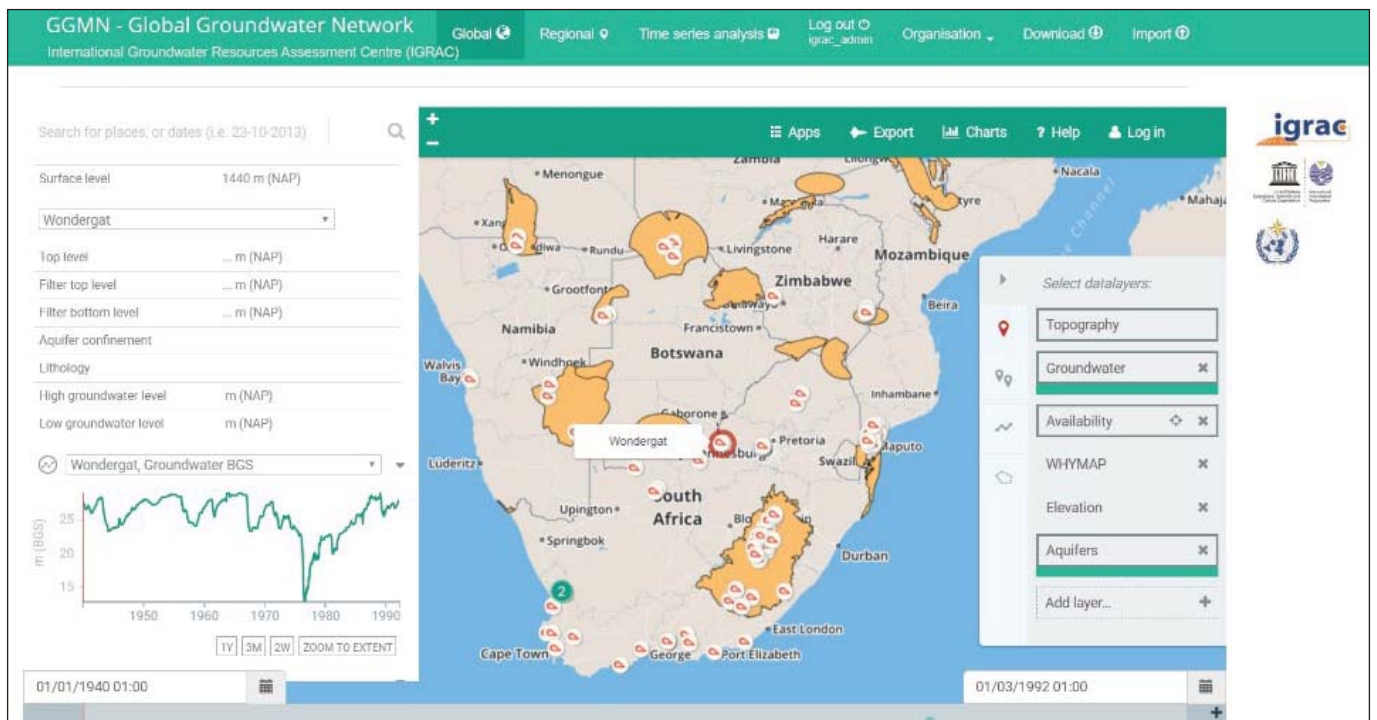 GGMN - Global Groundwater Network
International Groundwater Resources Assessment Centre (IGRAC)
Global
Regional
Time series analysis
Log out
igrac_admin
Organisation
Download
Import
Search for places, or dates (i.e. 23-10-2013)
Surface level 1440 m (NAP)
Wondergat
Top level ... m (NAP)
Filter top level ... m (NAP)
Filter bottom level ... m (NAP)
Aquifer confinement
Lithology
High groundwater level m (NAP)
Low groundwater level m (NAP)
Wondergat, Groundwater BGS
m (BGS)
25
20
15
1950 1960 1970 1980 1990
1Y 3M 2W ZOOM TO EXTENT
01/01/1940 01:00
+
−
Apps Export Charts ? Help Log in
Zambia
Menongue
Nacala
Mahaja
Rundu
Livingstone
Harare
Mozambique
Channel
Grootfont
Zimbabwe
Beira
Namibia
Francistown
Botswana
Walvis
Bay
Windhoek
Inhambane
Gaborone
Wondergat
Pretoria
Maputo
Lüderitz
Upington
South
Africa
Springbok
Durban
2
East London
Cape Town
George
Port Elizabeth
Select datalayers:
Topography
Groundwater
Availability
WHYMAP
Elevation
Aquifers
Add layer... +
01/03/1992 01:00
igrac